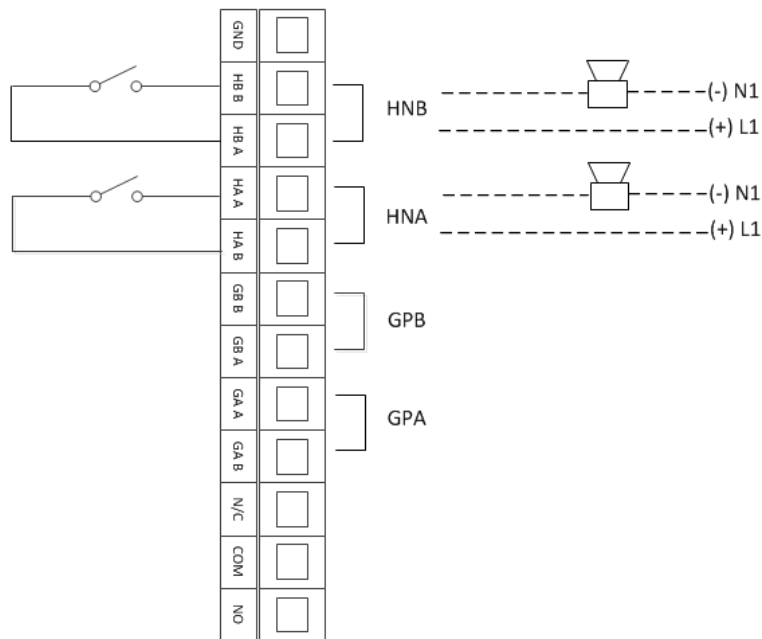 GND
HB B
HB A
HA A
HA B
GB B
GB A
GA A
GA B
N/C
COM
NO
HNB
(-) N1
(+) L1
HNA
(-) N1
(+) L1
GPB
GPA